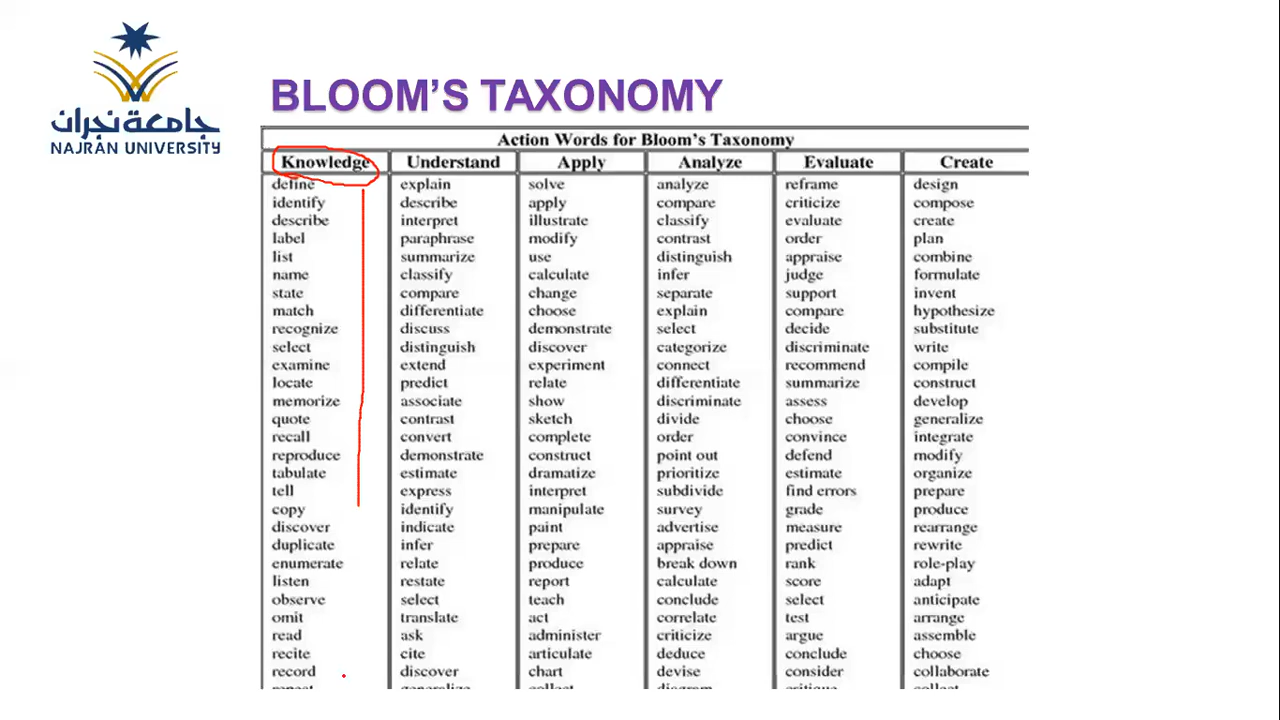 جامعة نجران
NAJRAN UNIVERSITY
BLOOM'S TAXONOMY
Action Words for Bloom's Taxonomy
Knowledge Understand Apply Analyze Evaluate Create
define explain solve analyze reframe design
identify describe apply compare criticize compose
describe interpret illustrate classify evaluate create
label paraphrase modify contrast order plan
list summarize use distinguish appraise combine
name classify calculate infer judge formulate
state compare change separate support invent
match differentiate choose explain compare hypothesize
recognize discuss demonstrate select decide substitute
select distinguish discover categorize discriminate write
examine extend experiment connect recommend compile
locate predict relate differentiate summarize construct
memorize associate show discriminate assess develop
quote contrast sketch divide choose generalize
recall convert complete order convince integrate
reproduce demonstrate construct point out defend modify
tabulate estimate dramatize prioritize estimate organize
tell express interpret subdivide find errors prepare
copy identify manipulate survey grade produce
discover indicate paint advertise measure rearrange
duplicate infer prepare appraise predict rewrite
enumerate relate produce break down rank role-play
listen restate report calculate score adapt
observe select teach conclude select anticipate
omit translate act correlate test arrange
read ask administer criticize argue assemble
recite cite articulate deduce conclude choose
record discover chart devise consider collaborate